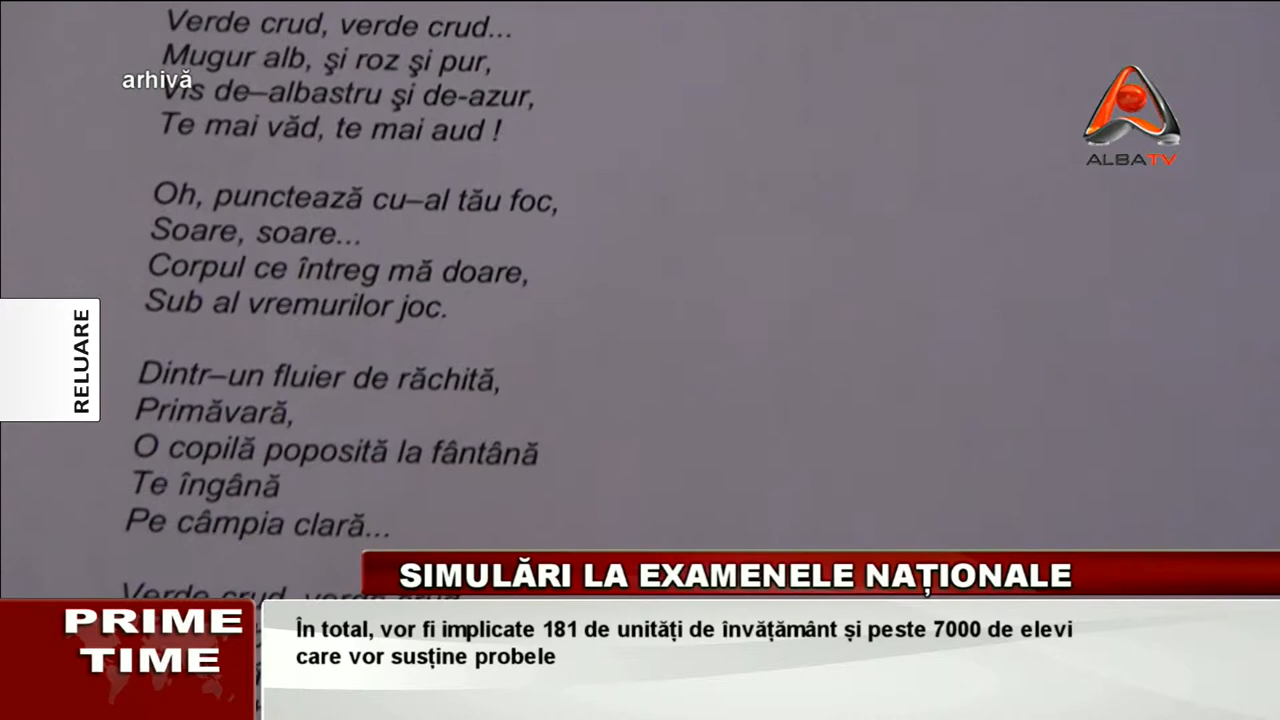 Verde crud, verde crud...
Mugur alb, şi roz şi pur,
arhivă
Vis de–albastru şi de-azur,
Te mai văd, te mai aud !
ALBATV
Oh, punctează cu–al tău foc,
Soare, soare...
Corpul ce întreg mă doare,
Sub al vremurilor joc.
RELUARE
Dintr–un fluier de răchită,
Primăvară,
O copilă poposită la fântână
Te îngână
Pe câmpia clară...
Verde crud, verde crud
SIMULĂRI LA EXAMENELE NAȚIONALE
PRIME TIME
În total, vor fi implicate 181 de unități de învățământ și peste 7000 de elevi
care vor susține probele